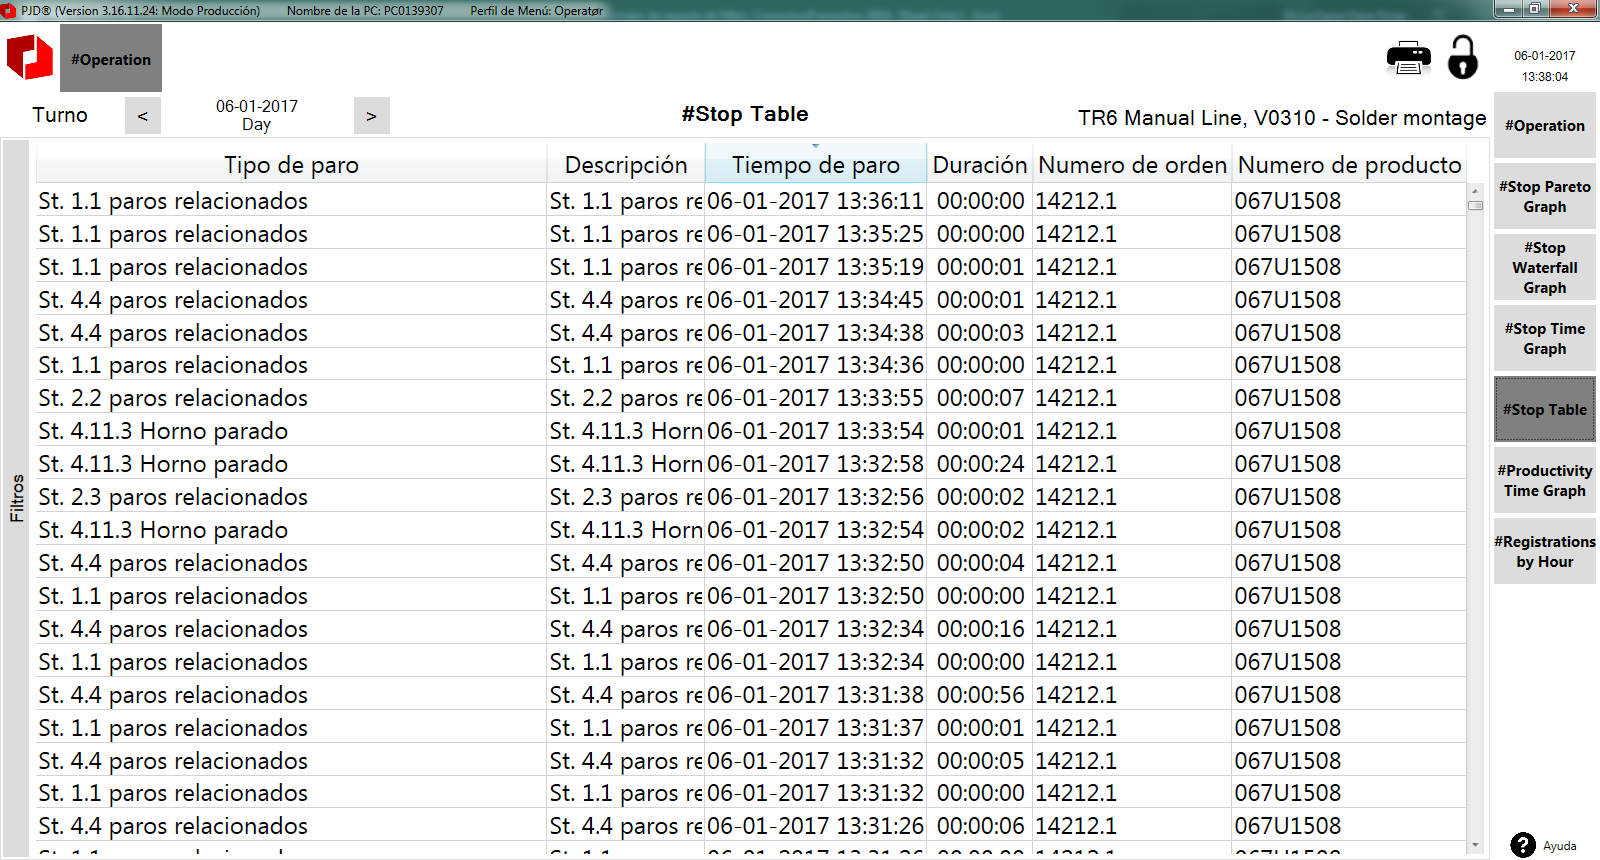 PJD® (Version 3.16.11.24: Modo Producción) Nombre de la PC: PC0139307 Perfil de Menú: Operatør
#Operation
06-01-2017
13:38:04
Turno < 06-01-2017 Day > #Stop Table TR6 Manual Line, V0310 - Solder montage
Tipo de paro Descripción Tiempo de paro Duración Numero de orden Numero de producto
St. 1.1 paros relacionados St. 1.1 paros re 06-01-2017 13:36:11 00:00:00 14212.1 067U1508
St. 1.1 paros relacionados St. 1.1 paros re 06-01-2017 13:35:25 00:00:00 14212.1 067U1508
St. 1.1 paros relacionados St. 1.1 paros re 06-01-2017 13:35:19 00:00:01 14212.1 067U1508
St. 4.4 paros relacionados St. 4.4 paros re 06-01-2017 13:34:45 00:00:01 14212.1 067U1508
St. 4.4 paros relacionados St. 4.4 paros re 06-01-2017 13:34:38 00:00:03 14212.1 067U1508
St. 1.1 paros relacionados St. 1.1 paros re 06-01-2017 13:34:36 00:00:00 14212.1 067U1508
St. 2.2 paros relacionados St. 2.2 paros re 06-01-2017 13:33:55 00:00:07 14212.1 067U1508
St. 4.11.3 Horno parado St. 4.11.3 Horn 06-01-2017 13:33:54 00:00:01 14212.1 067U1508
St. 4.11.3 Horno parado St. 4.11.3 Horn 06-01-2017 13:32:58 00:00:24 14212.1 067U1508
St. 2.3 paros relacionados St. 2.3 paros re 06-01-2017 13:32:56 00:00:02 14212.1 067U1508
St. 4.11.3 Horno parado St. 4.11.3 Horn 06-01-2017 13:32:54 00:00:02 14212.1 067U1508
St. 4.4 paros relacionados St. 4.4 paros re 06-01-2017 13:32:50 00:00:04 14212.1 067U1508
St. 1.1 paros relacionados St. 1.1 paros re 06-01-2017 13:32:50 00:00:00 14212.1 067U1508
St. 4.4 paros relacionados St. 4.4 paros re 06-01-2017 13:32:34 00:00:16 14212.1 067U1508
St. 1.1 paros relacionados St. 1.1 paros re 06-01-2017 13:32:34 00:00:00 14212.1 067U1508
St. 4.4 paros relacionados St. 4.4 paros re 06-01-2017 13:31:38 00:00:56 14212.1 067U1508
St. 1.1 paros relacionados St. 1.1 paros re 06-01-2017 13:31:37 00:00:01 14212.1 067U1508
St. 4.4 paros relacionados St. 4.4 paros re 06-01-2017 13:31:32 00:00:05 14212.1 067U1508
St. 1.1 paros relacionados St. 1.1 paros re 06-01-2017 13:31:32 00:00:00 14212.1 067U1508
St. 4.4 paros relacionados St. 4.4 paros re 06-01-2017 13:31:26 00:00:06 14212.1 067U1508
Filtros
#Operation
#Stop Pareto
Graph
#Stop
Waterfall
Graph
#Stop Time
Graph
#Stop Table
#Productivity
Time Graph
#Registrations
by Hour
? Ayuda